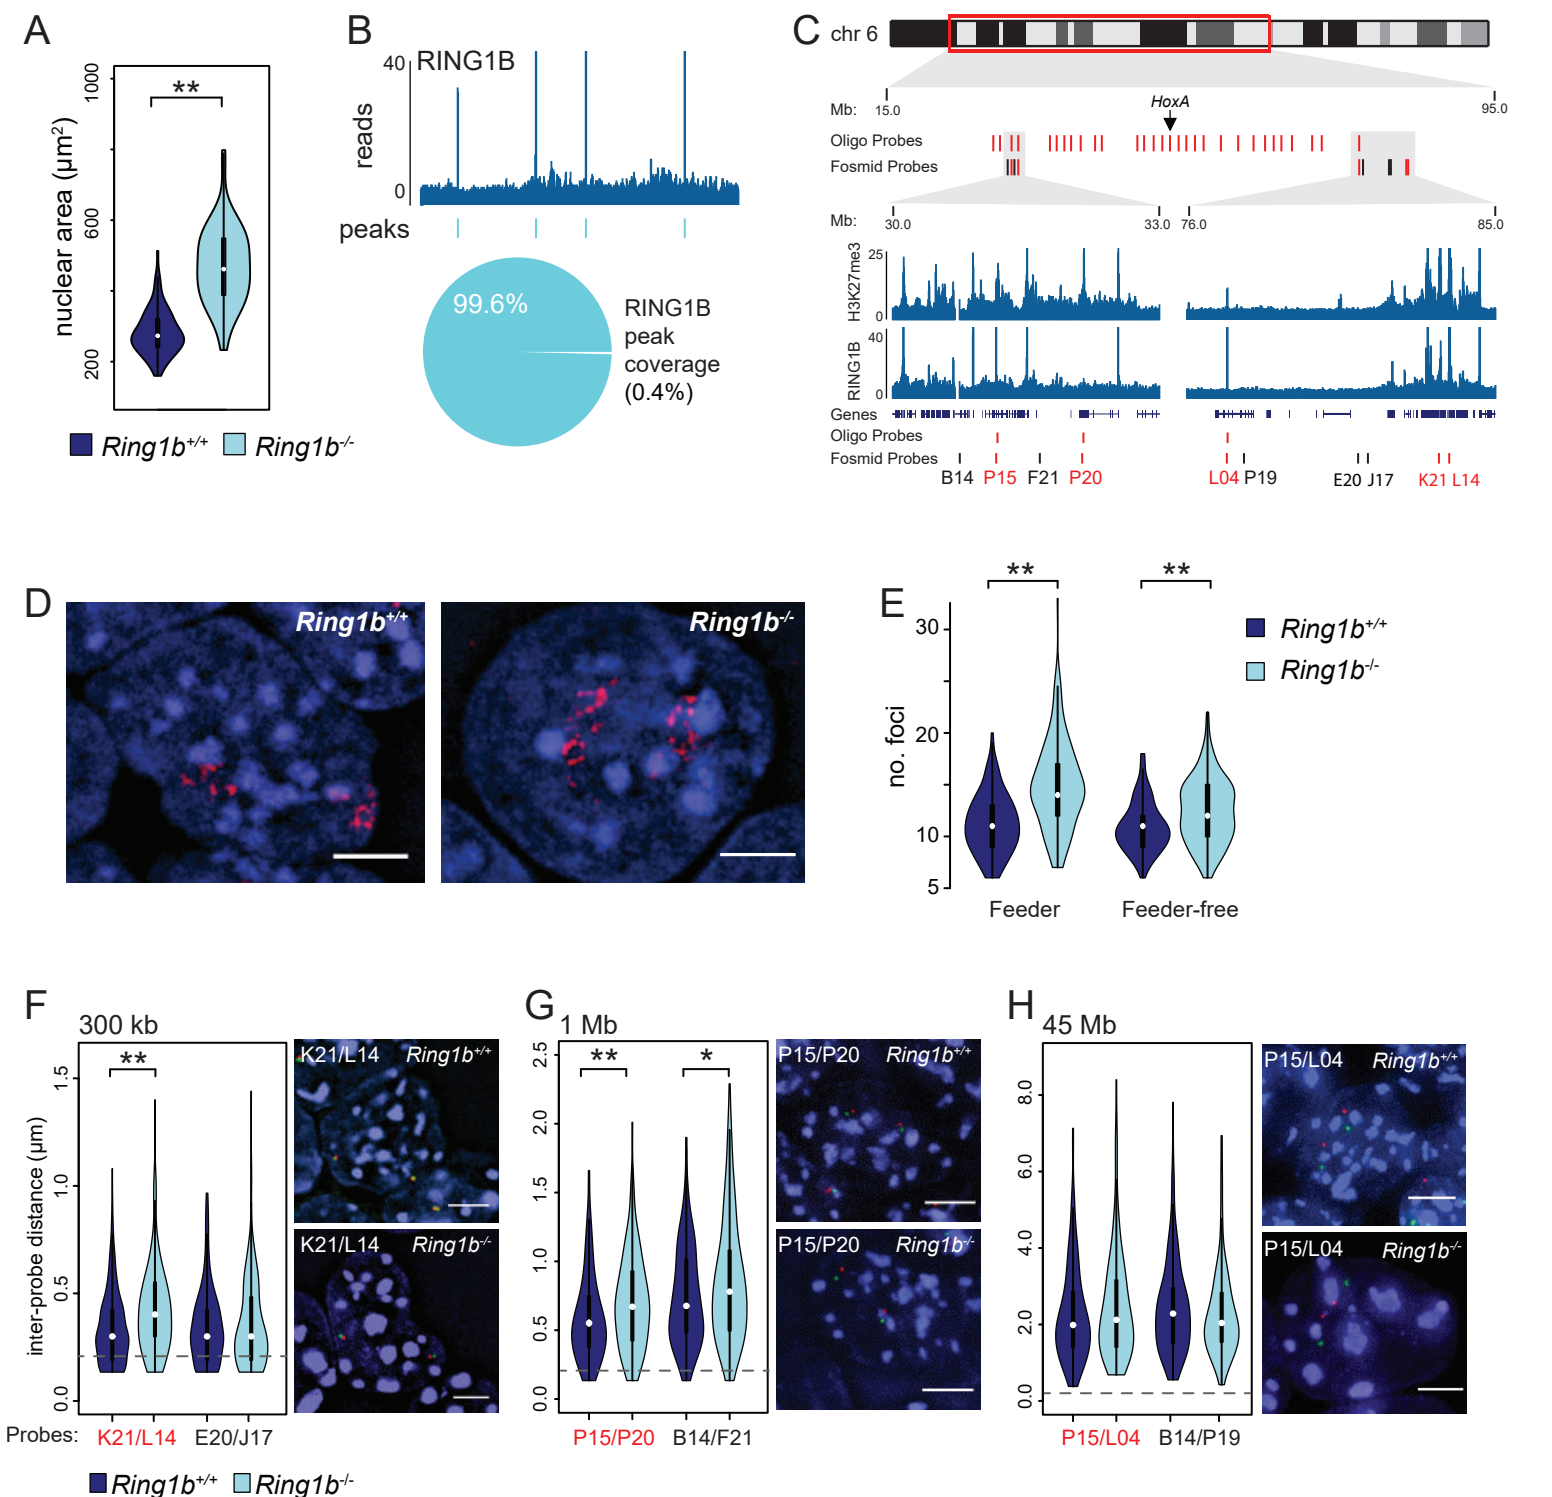 A
nuclear area (µm²)
200
600
1000
**
Ring1b+/+
Ring1b-/-
B
RING1B
reads
40
20
0
peaks
99.6%
RING1B
peak
coverage
(0.4%)
C
chr 6
Mb:
15.0
95.0
HoxA
Oligo Probes
Fosmid Probes
Mb:
30.0
33.0
76.0
85.0
H3K27me3
25
0
RING1B
40
0
Genes
Oligo Probes
Fosmid Probes
B14 P15 F21 P20 L04 P19 E20 J17 K21 L14
D
Ring1b+/+
Ring1b-/-
E
no. foci
30
20
10
5
**
**
Ring1b+/+
Ring1b-/-
Feeder
Feeder-free
F
300 kb
inter-probe distance (µm)
1.5
1.0
0.5
0.0
**
Probes: K21/L14 E20/J17
K21/L14 Ring1b+/+
K21/L14 Ring1b-/-
Ring1b+/+
Ring1b-/-
G
1 Mb
2.5
2.0
1.5
1.0
0.5
0.0
**
*
P15/P20 B14/F21
P15/P20 Ring1b+/+
P15/P20 Ring1b-/-
H
45 Mb
8.0
6.0
4.0
2.0
0.0
P15/L04 B14/P19
P15/L04 Ring1b+/+
P15/L04 Ring1b-/-